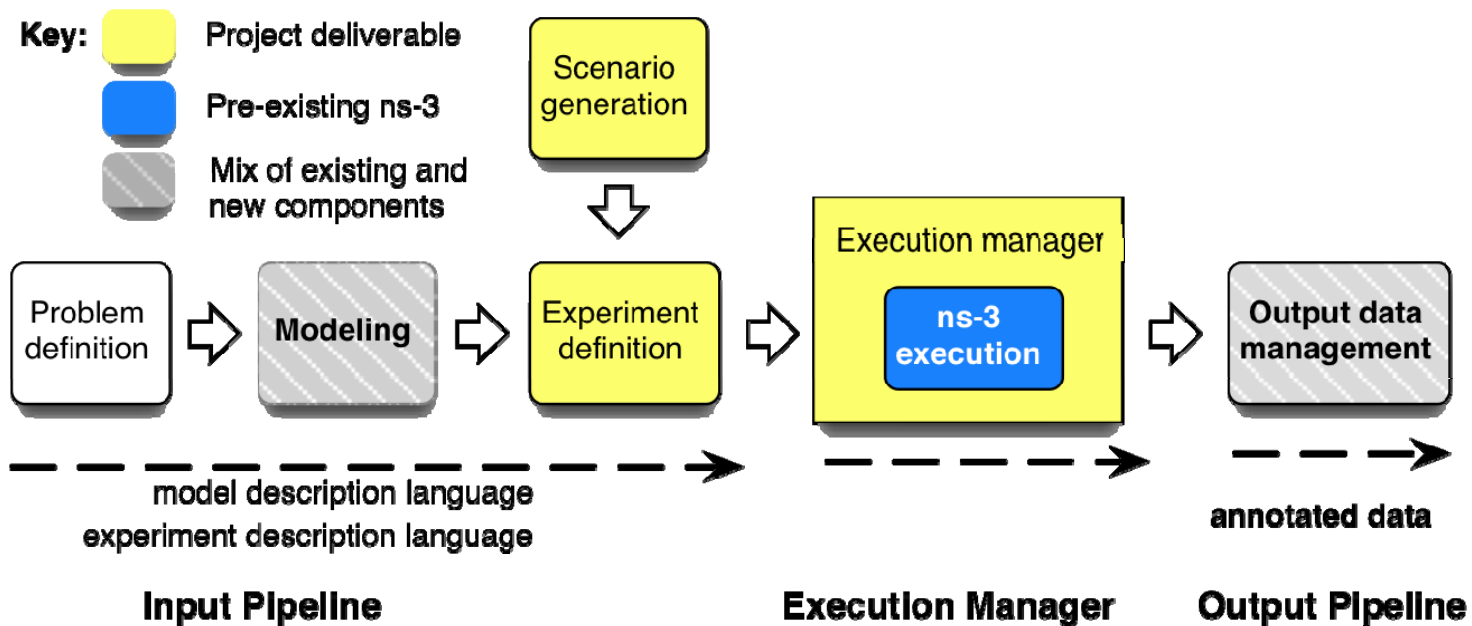 Key:
Project deliverable
Pre-existing ns-3
Mix of existing and
new components
Scenario
generation
Problem
definition
Modeling
Experiment
definition
Execution manager
ns-3
execution
Output data
management
model description language
experiment description language
annotated data
Input Pipeline
Execution Manager
Output Pipeline